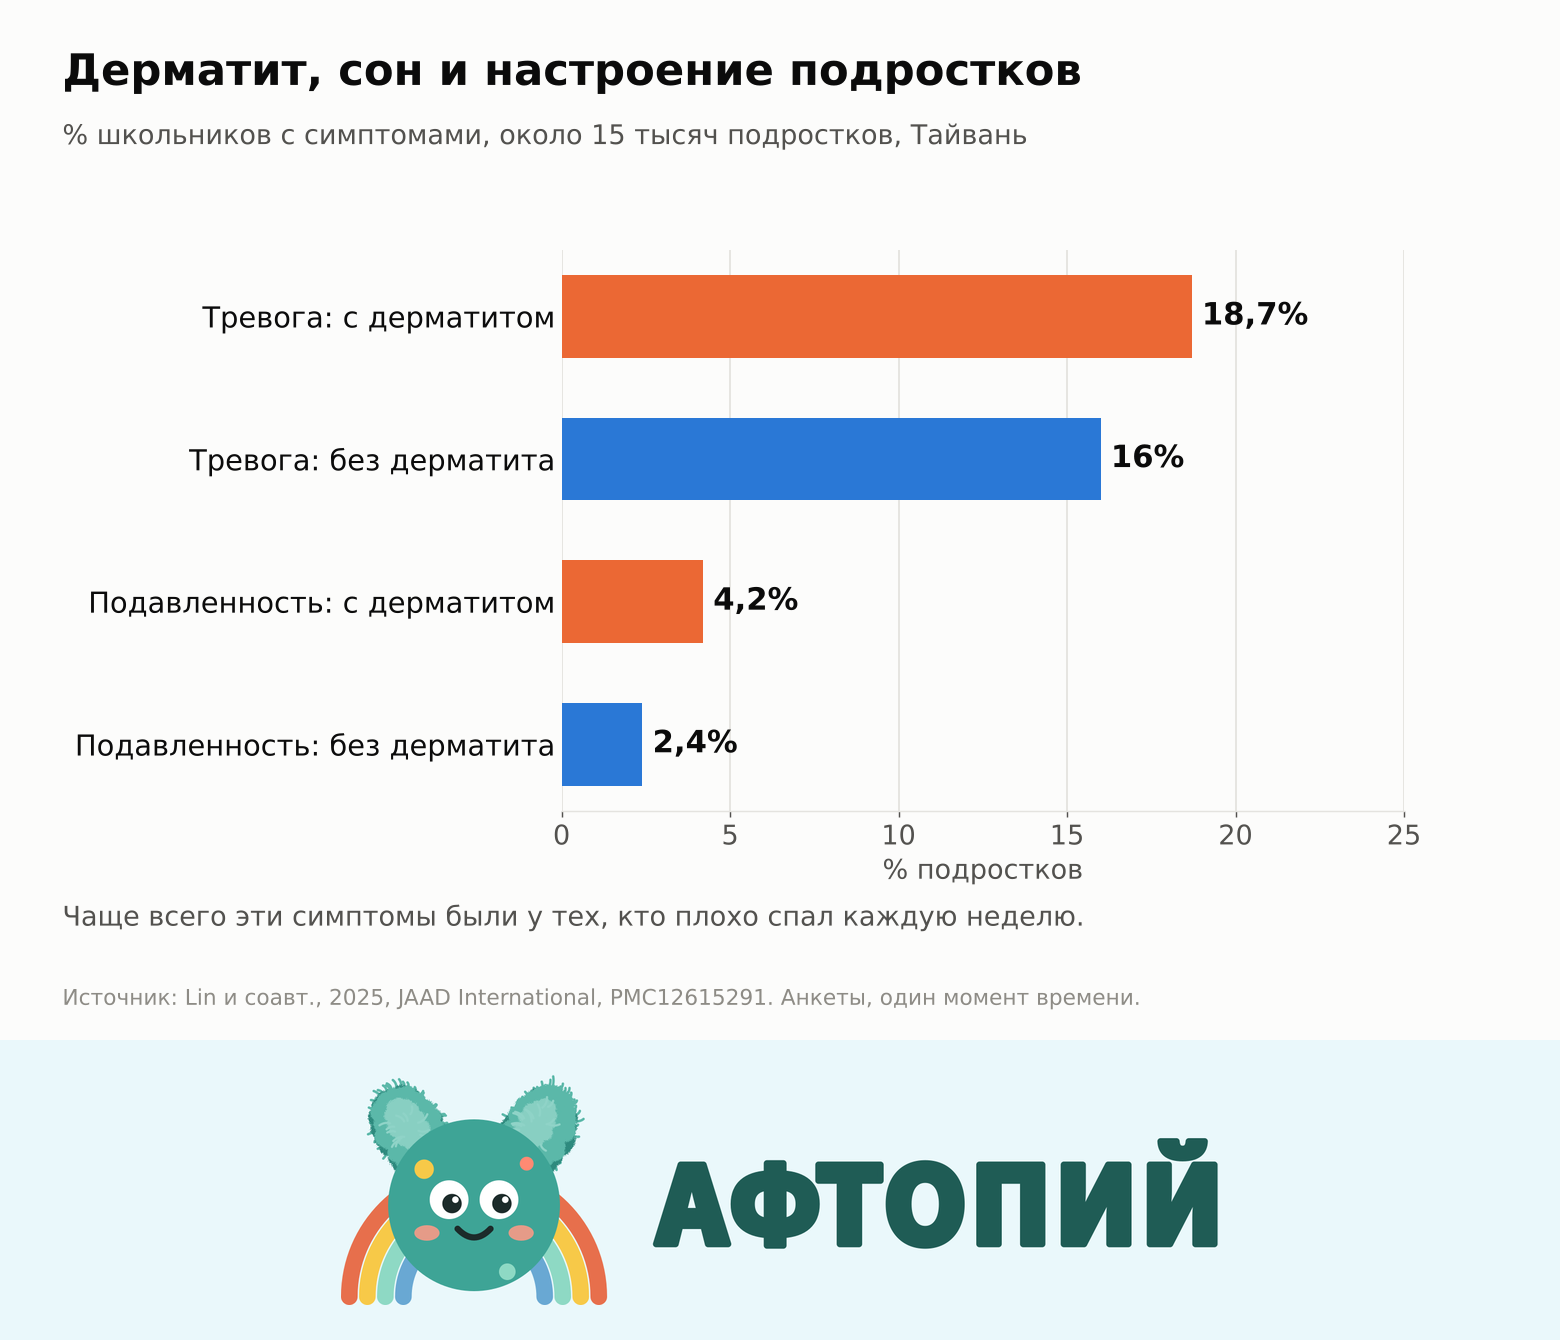 Дерматит, сон и настроение подростков
% школьников с симптомами, около 15 тысяч подростков, Тайвань
Тревога: с дерматитом 18,7%
Тревога: без дерматита 16%
Подавленность: с дерматитом 4,2%
Подавленность: без дерматита 2,4%
0 5 10 15 20 25
% подростков
Чаще всего эти симптомы были у тех, кто плохо спал каждую неделю.
Источник: Lin и соавт., 2025, JAAD International, PMC12615291. Анкеты, один момент времени.
АФТОПИЙ